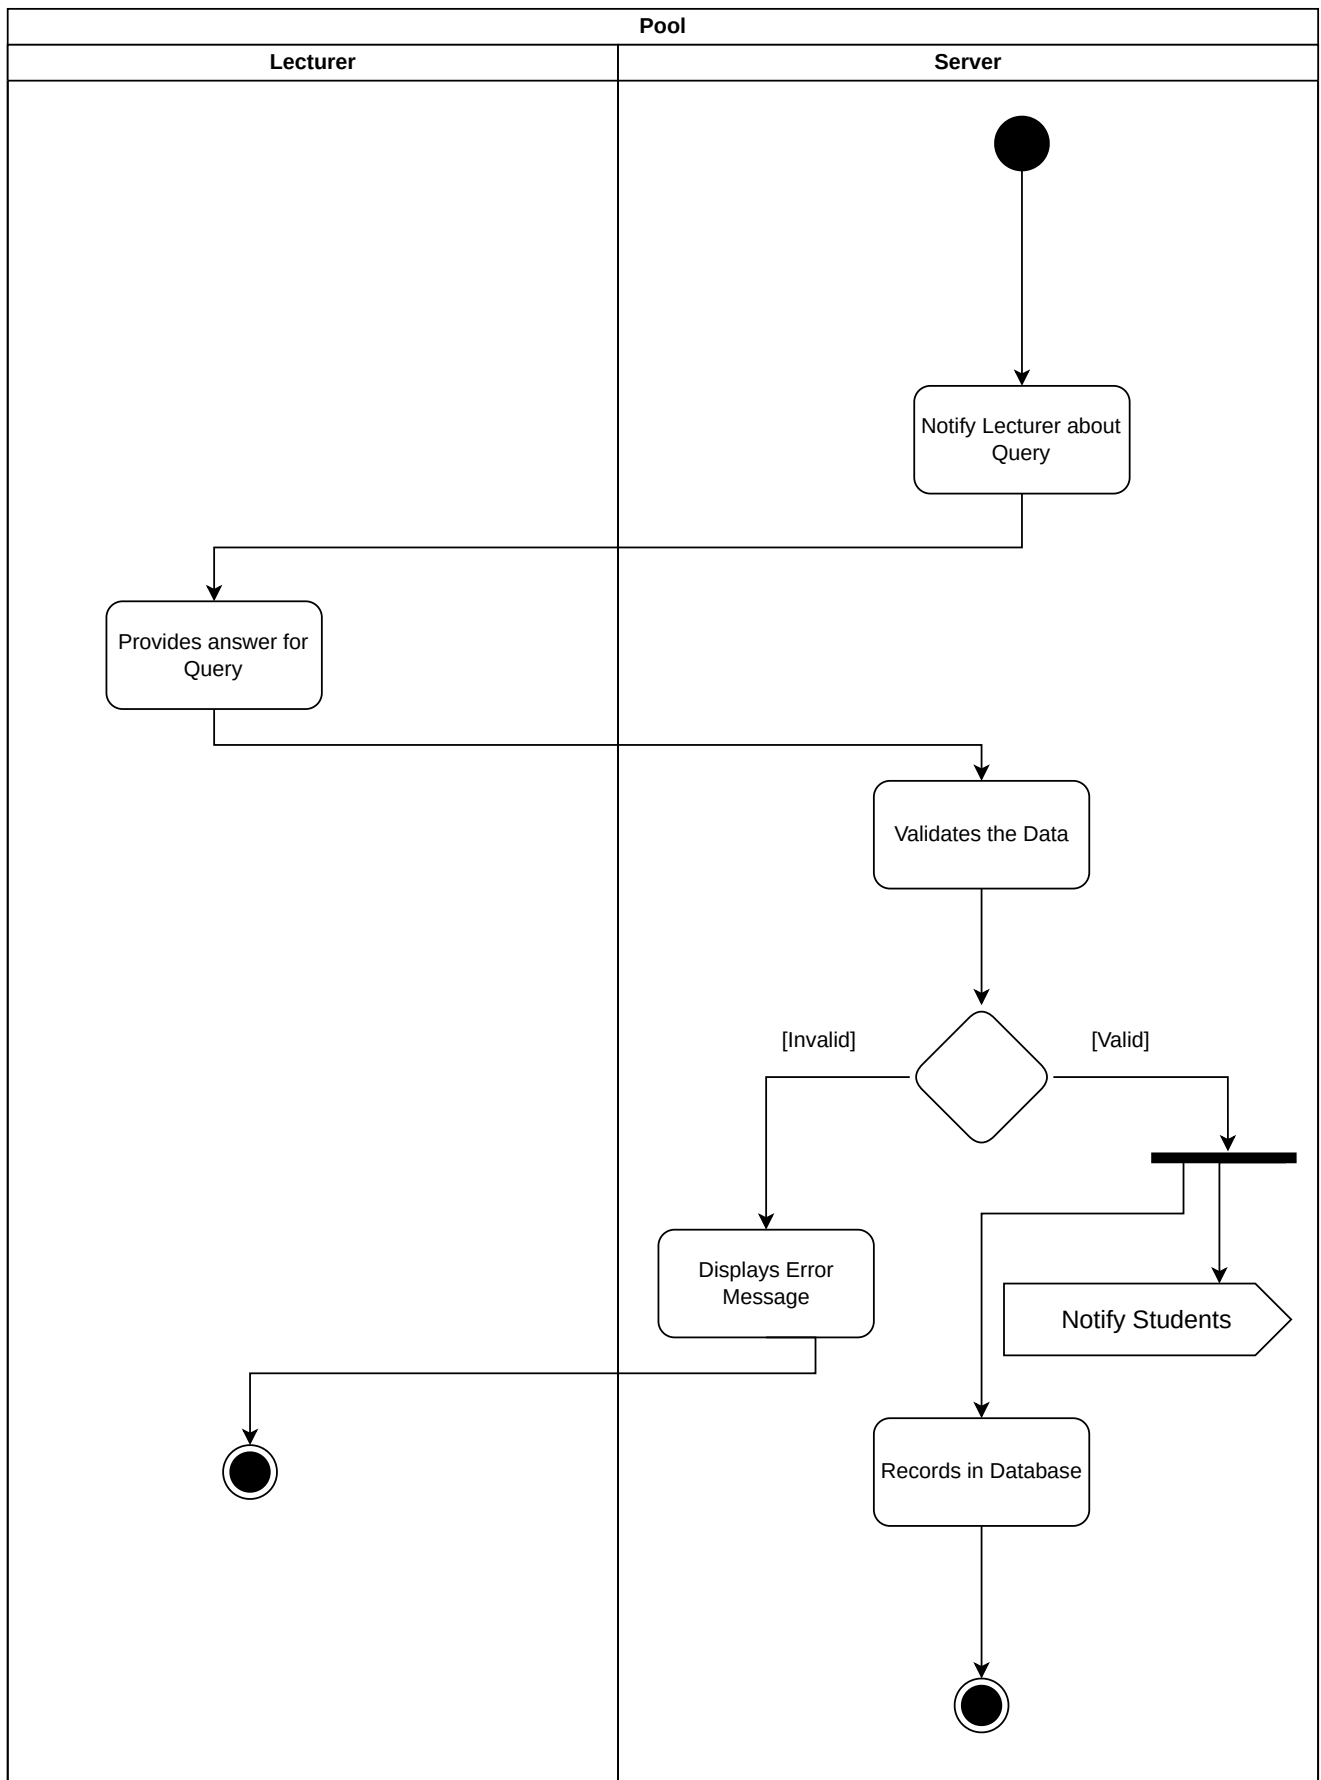 Pool
Lecturer
Server
Notify Lecturer about
Query
Provides answer for
Query
Validates the Data
[Invalid]
[Valid]
Displays Error
Message
Notify Students
Records in Database